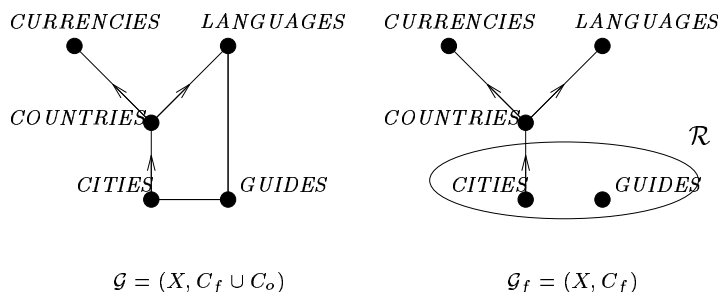 CURRENCIES LANGUAGES CURRENCIES LANGUAGES
COUNTRIES COUNTRIES
ℛ
CITIES GUIDES CITIES GUIDES
𝒢 = (X, C_f ∪ C_o) 𝒢_f = (X, C_f)